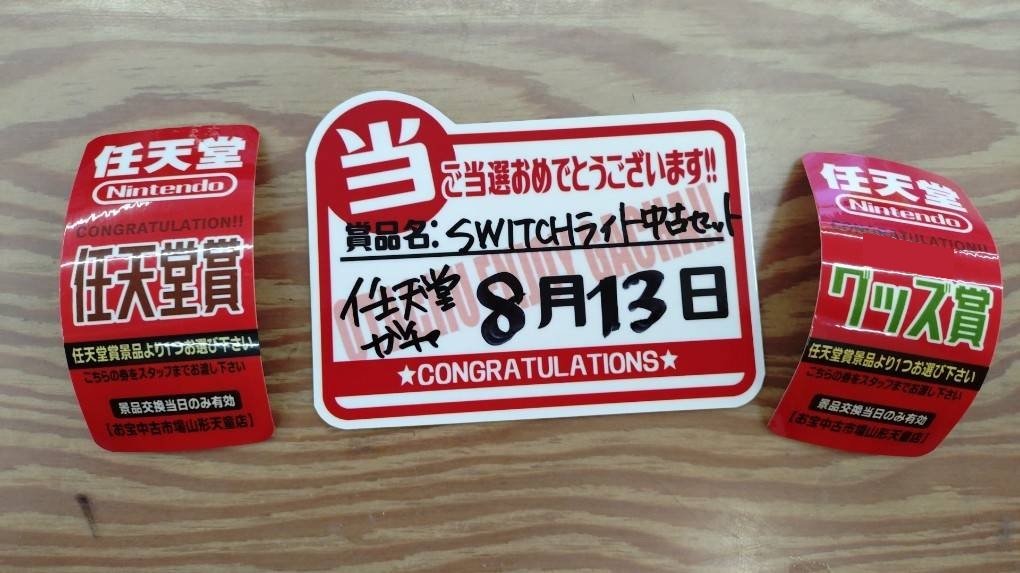 任天堂
Nintendo
CONGRATULATION!!
任天堂賞
任天堂賞景品より1つお選び下さい
こちらの券をスタッフまでお渡し下さい
景品交換当日のみ有効
【お宝中古市場山形天童店】
当
ご当選おめでとうございます!!
賞品名: SWITCHライト中古セット
任天堂
ガチャ
8月13日
★CONGRATULATIONS★
任天堂
Nintendo
CONGRATULATION!!
グッズ賞
任天堂賞景品より1つお選び下さい
こちらの券をスタッフまでお渡し下さい
景品交換当日のみ有効
【お宝中古市場山形天童店】